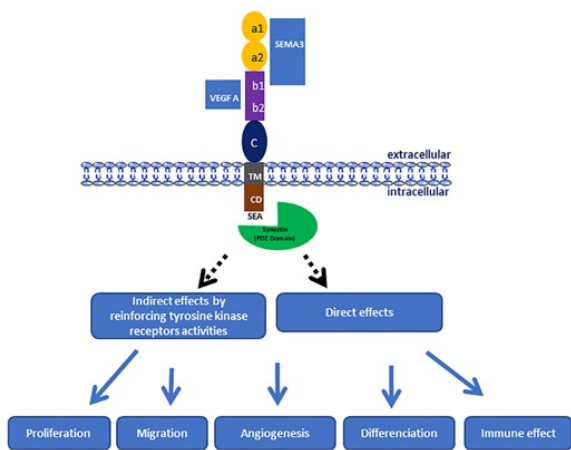 a1
SEMA3
a2
b1
VEGF A
b2
C
extracellular
TM
intracellular
CD
SEA
Synectin
(PDZ Domain)
Indirect effects by
reinforcing tyrosine kinase
receptors activities
Direct effects
Proliferation
Migration
Angiogenesis
Differenciation
Immune effect